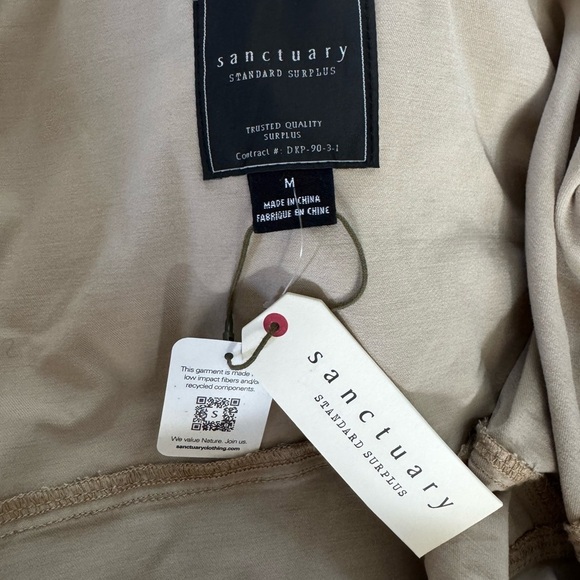 sanctuary
STANDARD SURPLUS
TRUSTED QUALITY
SURPLUS
Contract #: DKP-90-3-1
M
MADE IN CHINA
FABRIQUÉ EN CHINE
This garment is made
low impact fibers and/or
recycled components.
S
We value Nature. Join us.
sanctuaryclothing.com
sanctuary
STANDARD SURPLUS